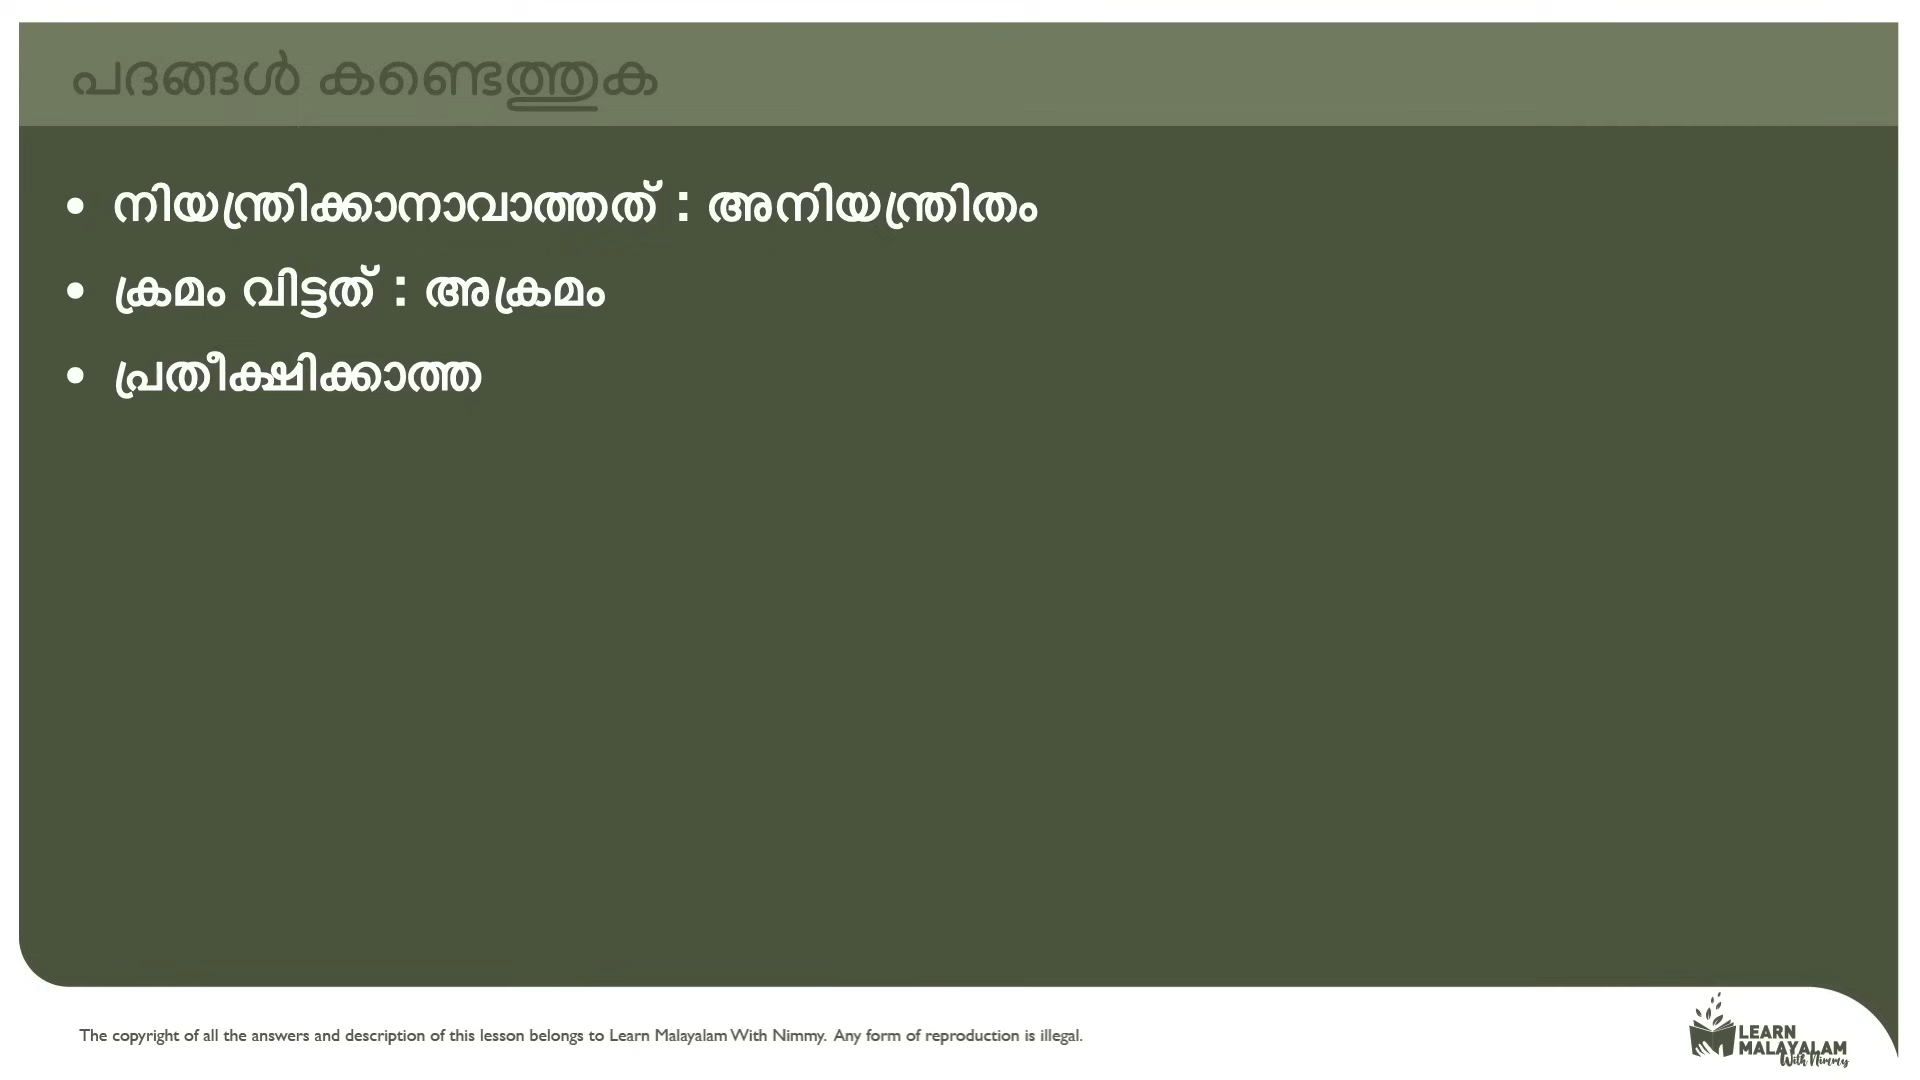 പദങ്ങൾ കണ്ടെത്തുക
• നിയന്ത്രിക്കാനാവാത്തത് : അനിയന്ത്രിതം
• ക്രമം വിട്ടത് : അക്രമം
• പ്രതീക്ഷിക്കാത്ത
The copyright of all the answers and description of this lesson belongs to Learn Malayalam With Nimmy. Any form of reproduction is illegal.
LEARN
MALAYALAM
With Nimmy